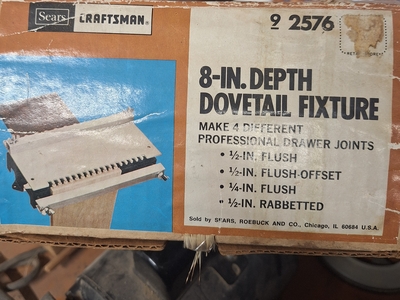 Sears CRAFTSMAN®
9 2576
8-IN. DEPTH
DOVETAIL FIXTURE
MAKE 4 DIFFERENT
PROFESSIONAL DRAWER JOINTS
• ½-IN. FLUSH
• ½-IN. FLUSH-OFFSET
• ¼-IN. FLUSH
• ½-IN. RABBETTED
Sold by SEARS, ROEBUCK AND CO., Chicago, IL 60684 U.S.A.